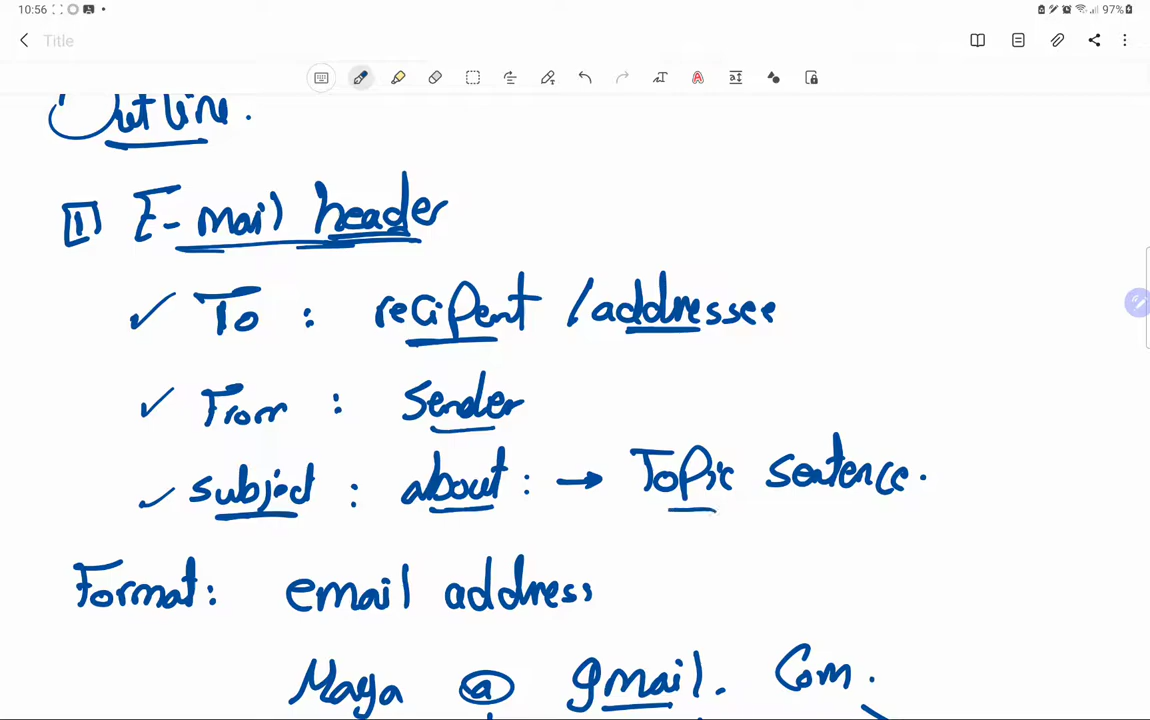 10:56 97%
Title
Outline.
1 E-mail header
✓ To : recipent / addressee
✓ From : sender
✓ subject : about : → Topic sentence.
Format: email address
Maya @ gmail. Com.